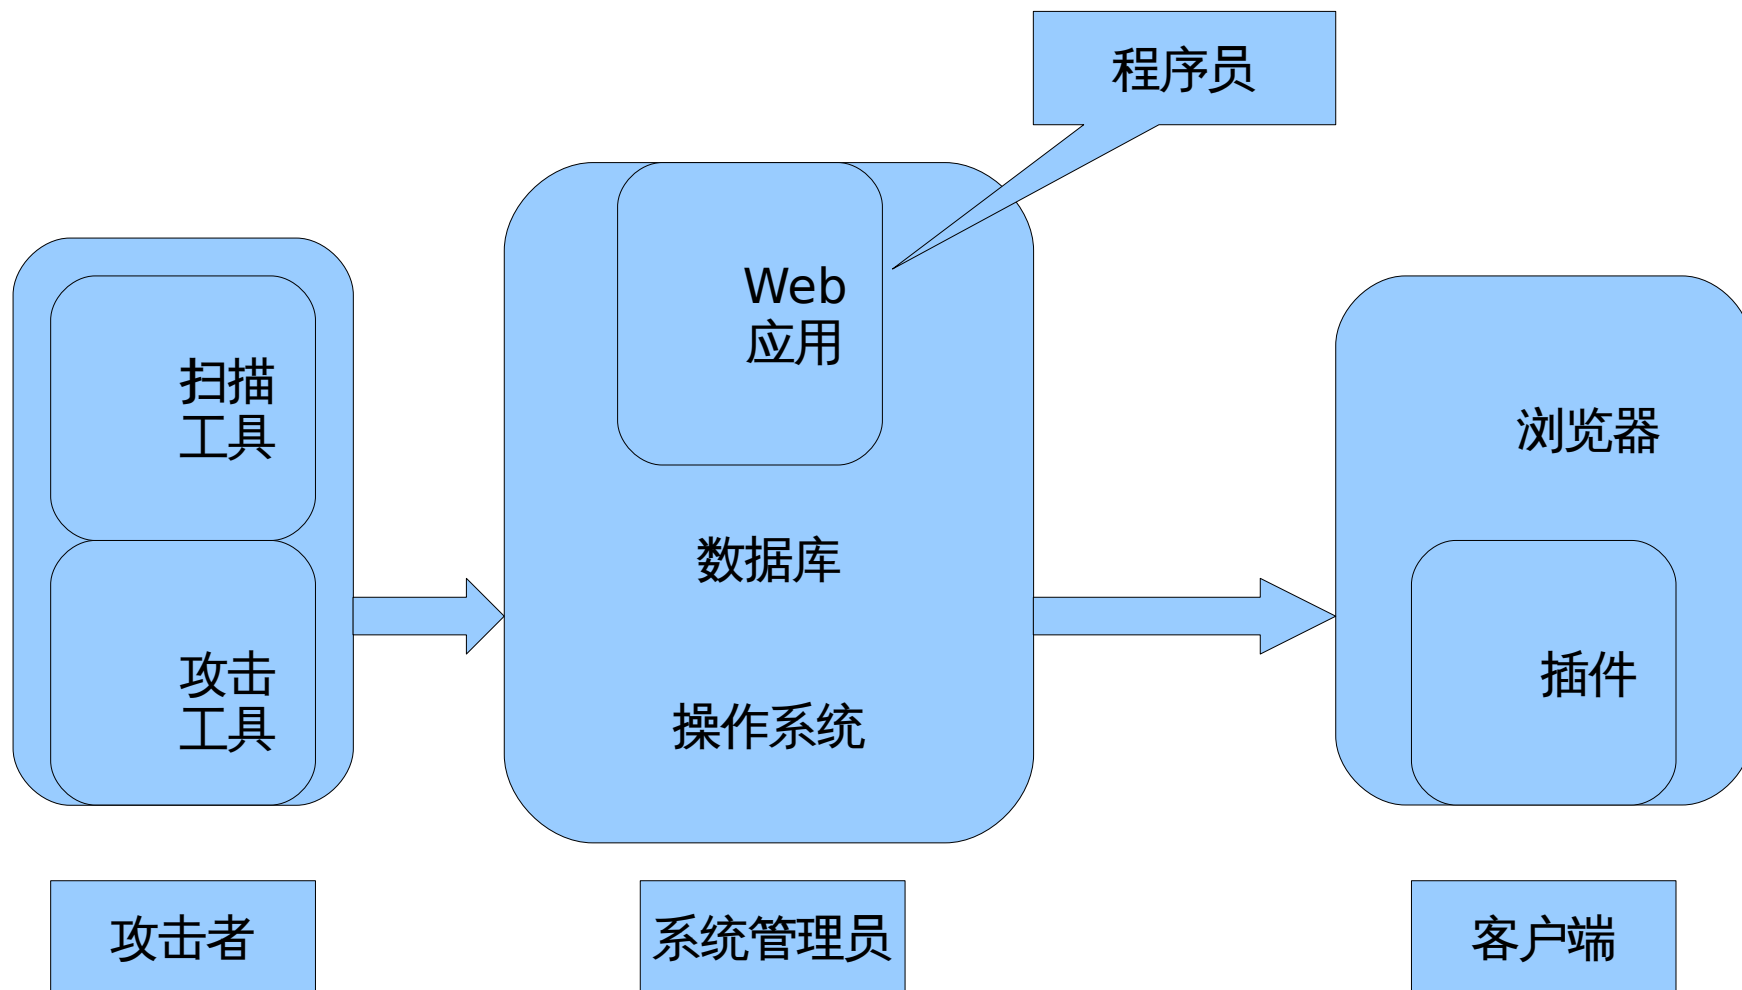 程序员
Web
应用
扫描
工具
浏览器
数据库
攻击
工具
插件
操作系统
攻击者
系统管理员
客户端